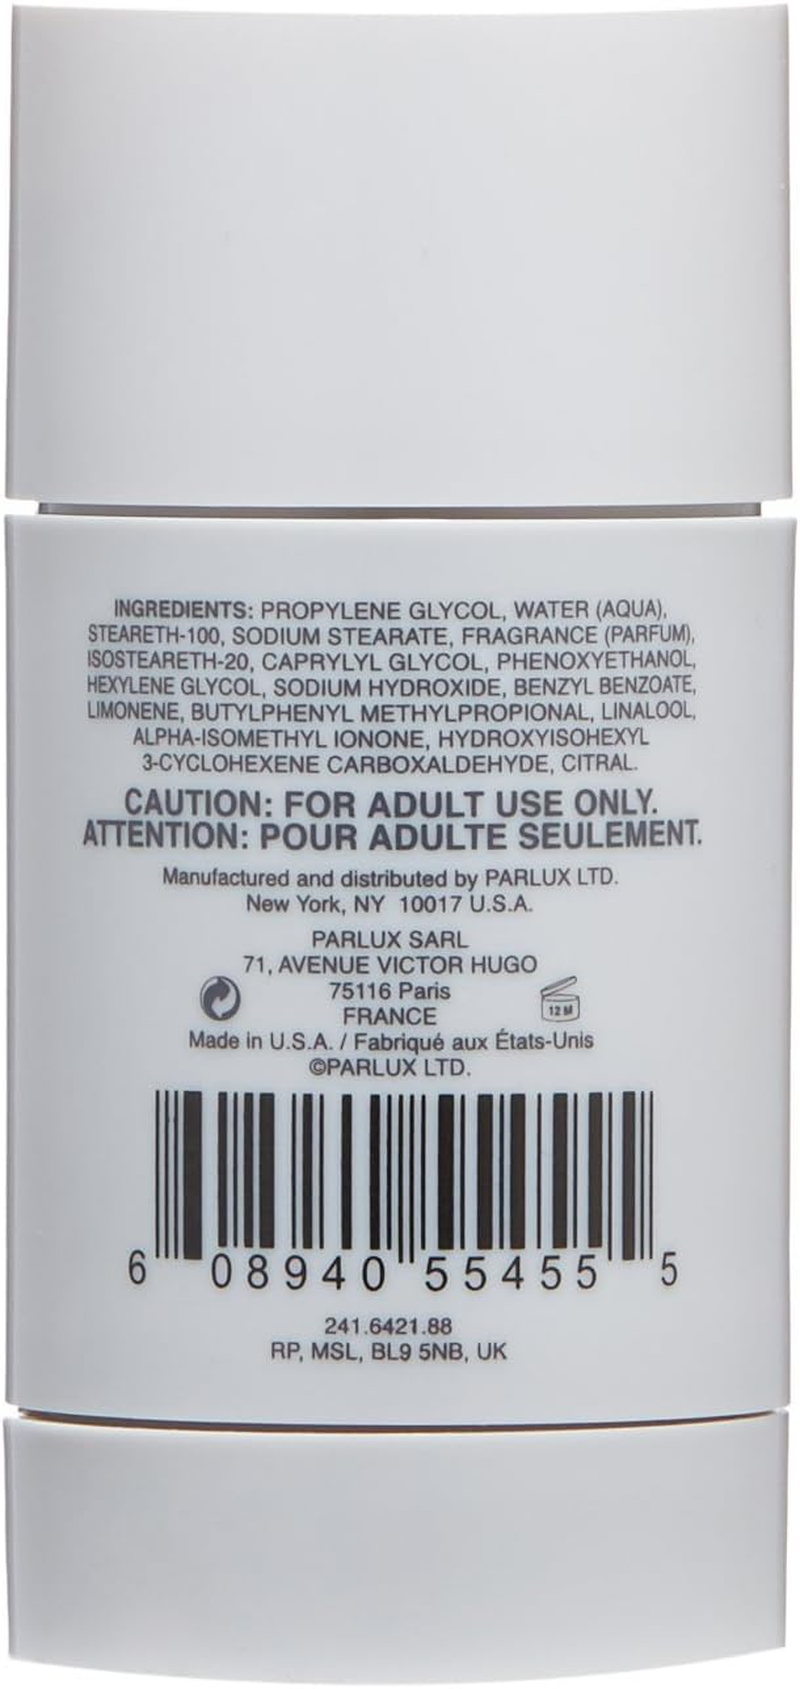 INGREDIENTS: PROPYLENE GLYCOL, WATER (AQUA),
STEARETH-100, SODIUM STEARATE, FRAGRANCE (PARFUM),
ISOSTEARETH-20, CAPRYLYL GLYCOL, PHENOXYETHANOL,
HEXYLENE GLYCOL, SODIUM HYDROXIDE, BENZYL BENZOATE,
LIMONENE, BUTYLPHENYL METHYLPROPIONAL, LINALOOL,
ALPHA-ISOMETHYL IONONE, HYDROXYISOHEXYL
3-CYCLOHEXENE CARBOXALDEHYDE, CITRAL.
CAUTION: FOR ADULT USE ONLY.
ATTENTION: POUR ADULTE SEULEMENT.
Manufactured and distributed by PARLUX LTD.
New York, NY 10017 U.S.A.
PARLUX SARL
71, AVENUE VICTOR HUGO
75116 Paris
12 M
FRANCE
Made in U.S.A. / Fabriqué aux États-Unis
©PARLUX LTD.
6 08940 55455 5
241.6421.88
RP, MSL, BL9 5NB, UK